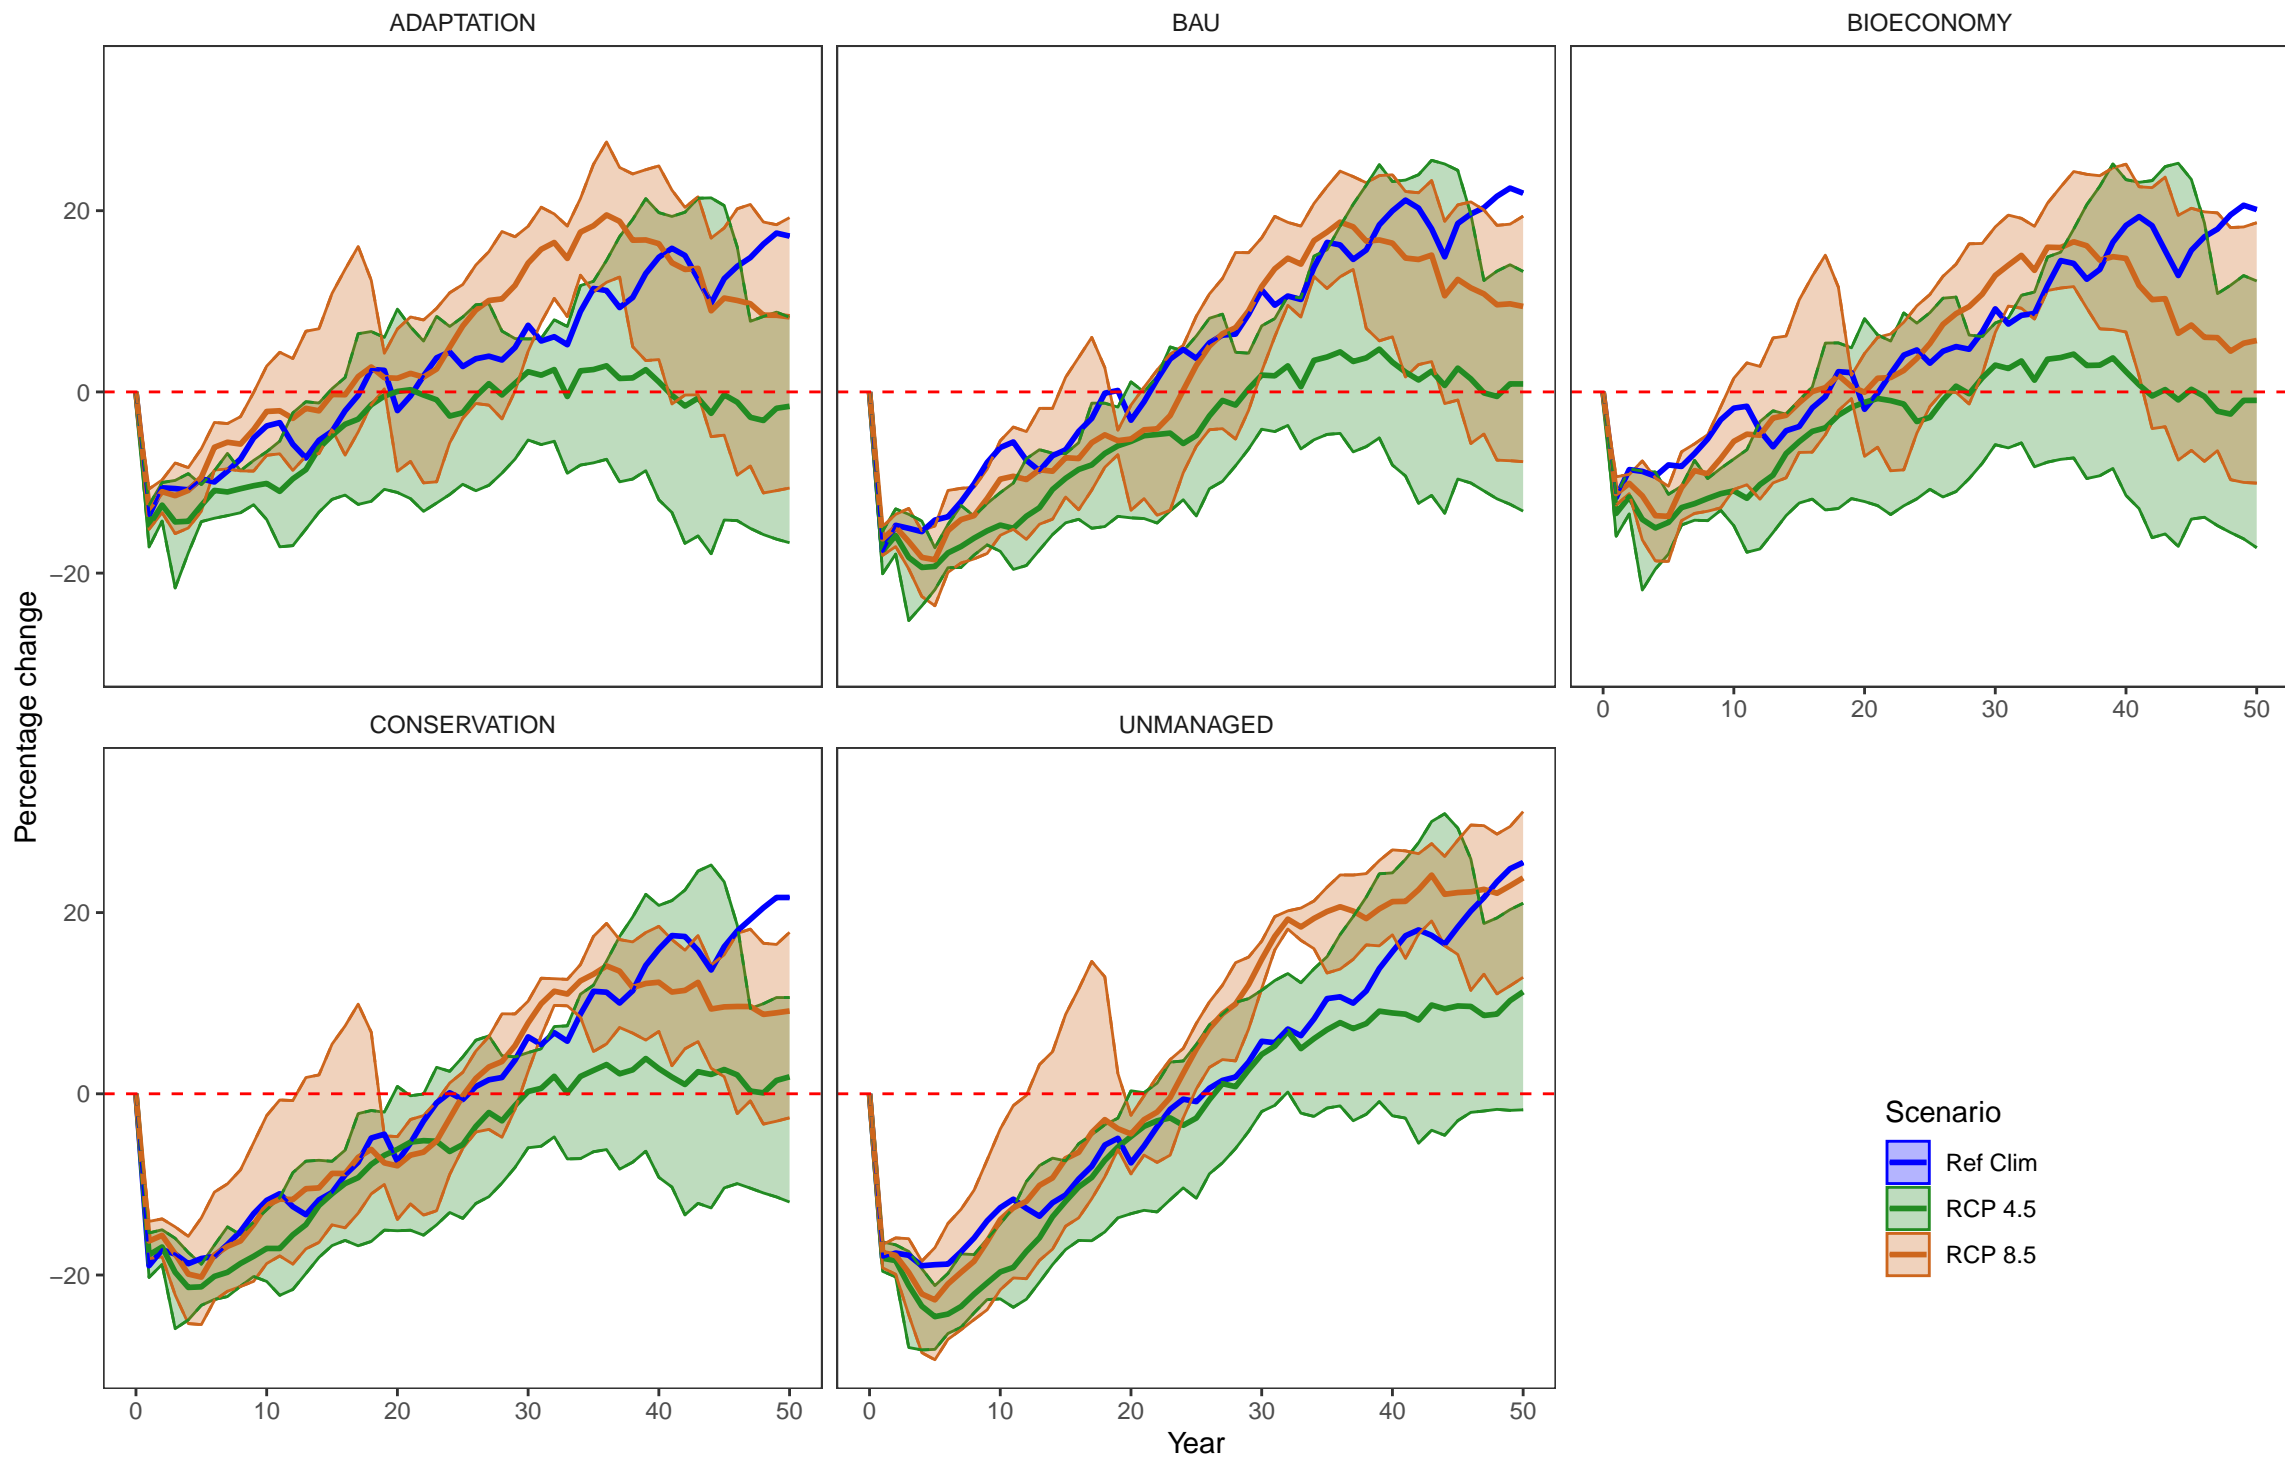 ADAPTATION
BAU
BIOECONOMY
20
0
−20
0 10 20 30 40 50
CONSERVATION
UNMANAGED
20
0
−20
0 10 20 30 40 50
0 10 20 30 40 50
Percentage change
Year
Scenario
Ref Clim
RCP 4.5
RCP 8.5